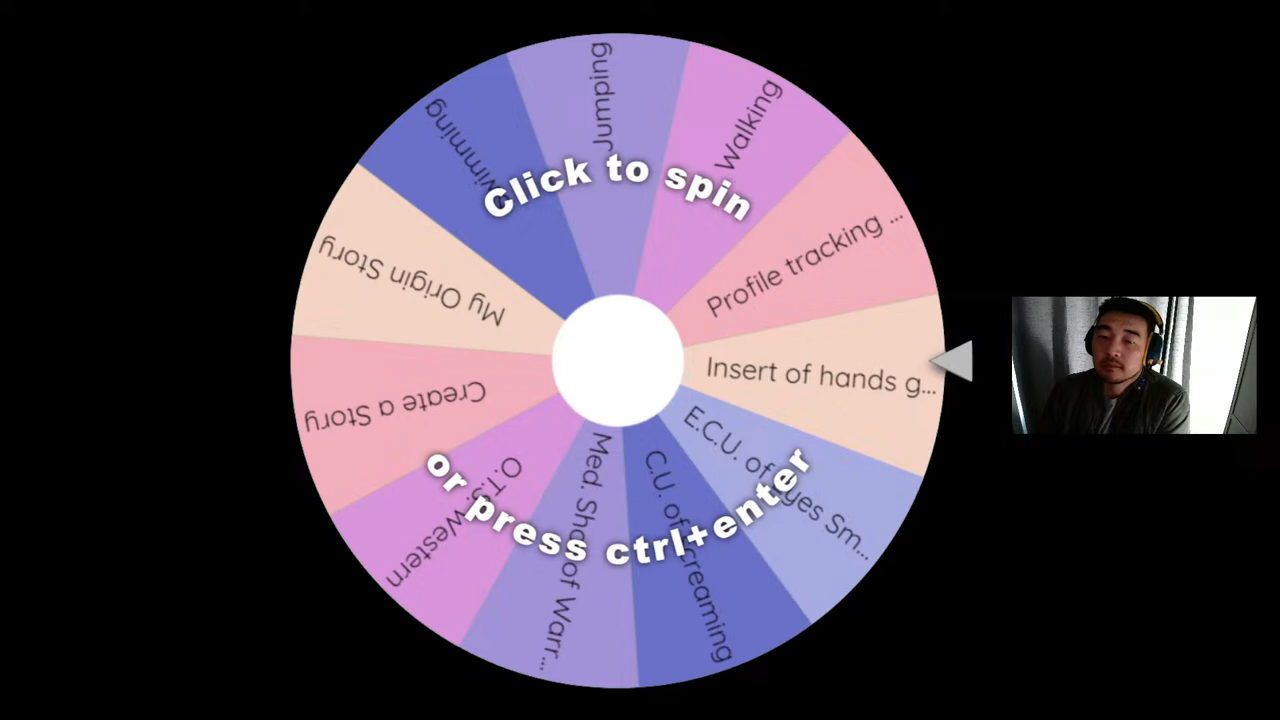 Click to spin
or press ctrl+enter
Jumping
Walking
Profile tracking ...
Insert of hands g...
E.C.U. of eyes Sm...
C.U. of screaming
Med. Shot of Warr...
O.T.S. Western
Create a Story
My Origin Story
Swimming